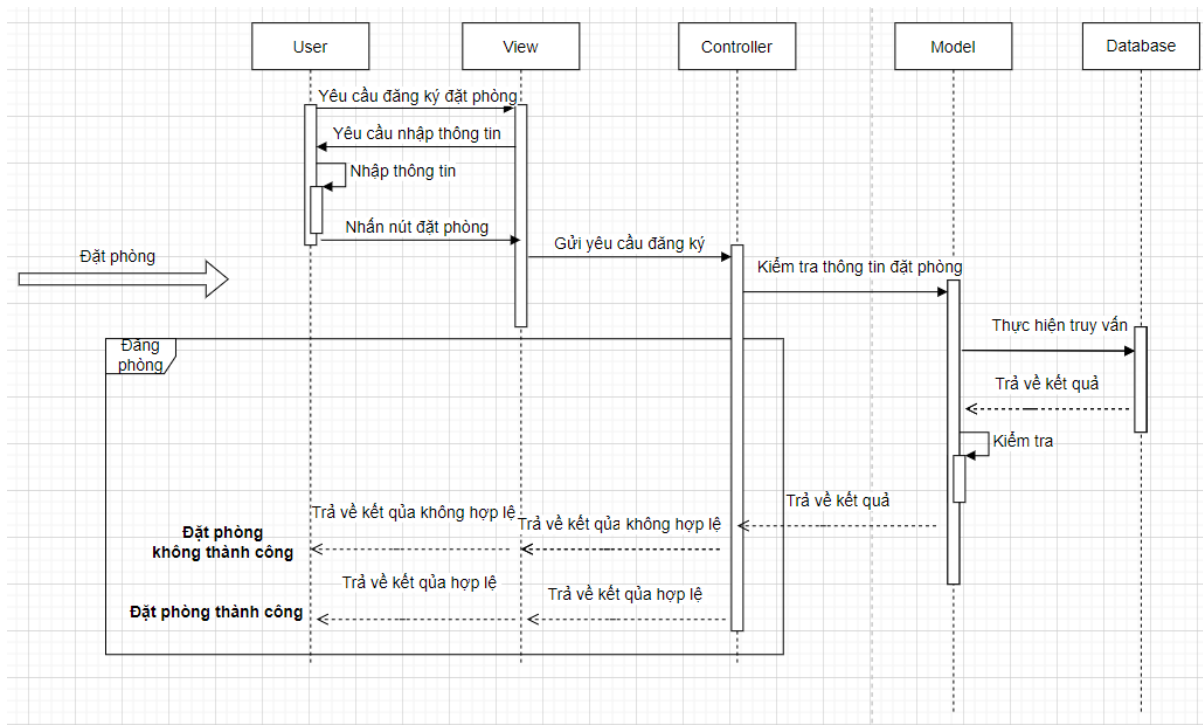 User
View
Controller
Model
Database
Yêu cầu đăng ký đặt phòng
Yêu cầu nhập thông tin
Nhập thông tin
Nhấn nút đặt phòng
Gửi yêu cầu đăng ký
Đặt phòng
Kiểm tra thông tin đặt phòng
Thực hiện truy vấn
Đăng
phòng
Trả về kết quả
Kiểm tra
Trả về kết quả
Trả về kết qủa không hợp lệ
Trả về kết qủa không hợp lệ
Đặt phòng
không thành công
Trả về kết qủa hợp lệ
Trả về kết qủa hợp lệ
Đặt phòng thành công